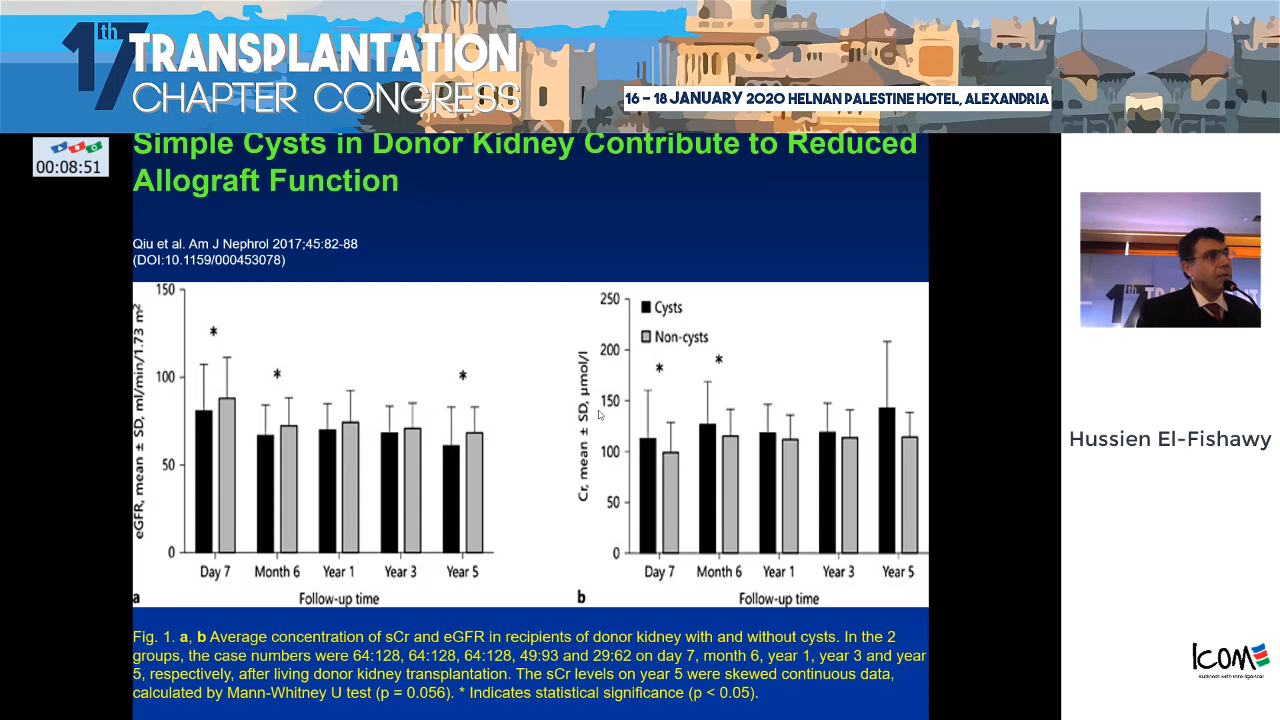 17th TRANSPLANTATION
CHAPTER CONGRESS
16 – 18 JANUARY 2020 HELNAN PALESTINE HOTEL, ALEXANDRIA
00:08:51
Simple Cysts in Donor Kidney Contribute to Reduced
Allograft Function
Qiu et al. Am J Nephrol 2017;45:82-88
(DOI:10.1159/000453078)
eGFR, mean ± SD, ml/min/1.73 m²
150
100
50
0
*
*
*
Day 7
Month 6
Year 1
Year 3
Year 5
a
Follow-up time
Cr, mean ± SD, μmol/l
250
200
150
100
50
0
Cysts
Non-cysts
*
*
Day 7
Month 6
Year 1
Year 3
Year 5
b
Follow-up time
Fig. 1. a, b Average concentration of sCr and eGFR in recipients of donor kidney with and without cysts. In the 2
groups, the case numbers were 64:128, 64:128, 64:128, 49:93 and 29:62 on day 7, month 6, year 1, year 3 and year
5, respectively, after living donor kidney transplantation. The sCr levels on year 5 were skewed continuous data,
calculated by Mann-Whitney U test (p = 0.056). * Indicates statistical significance (p < 0.05).
17th
Hussien El-Fishawy
ICOM
Business with Intelligence